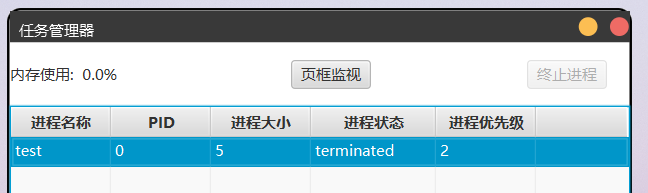 任务管理器
内存使用: 0.0% 页框监视 终止进程
进程名称 PID 进程大小 进程状态 进程优先级
test 0 5 terminated 2